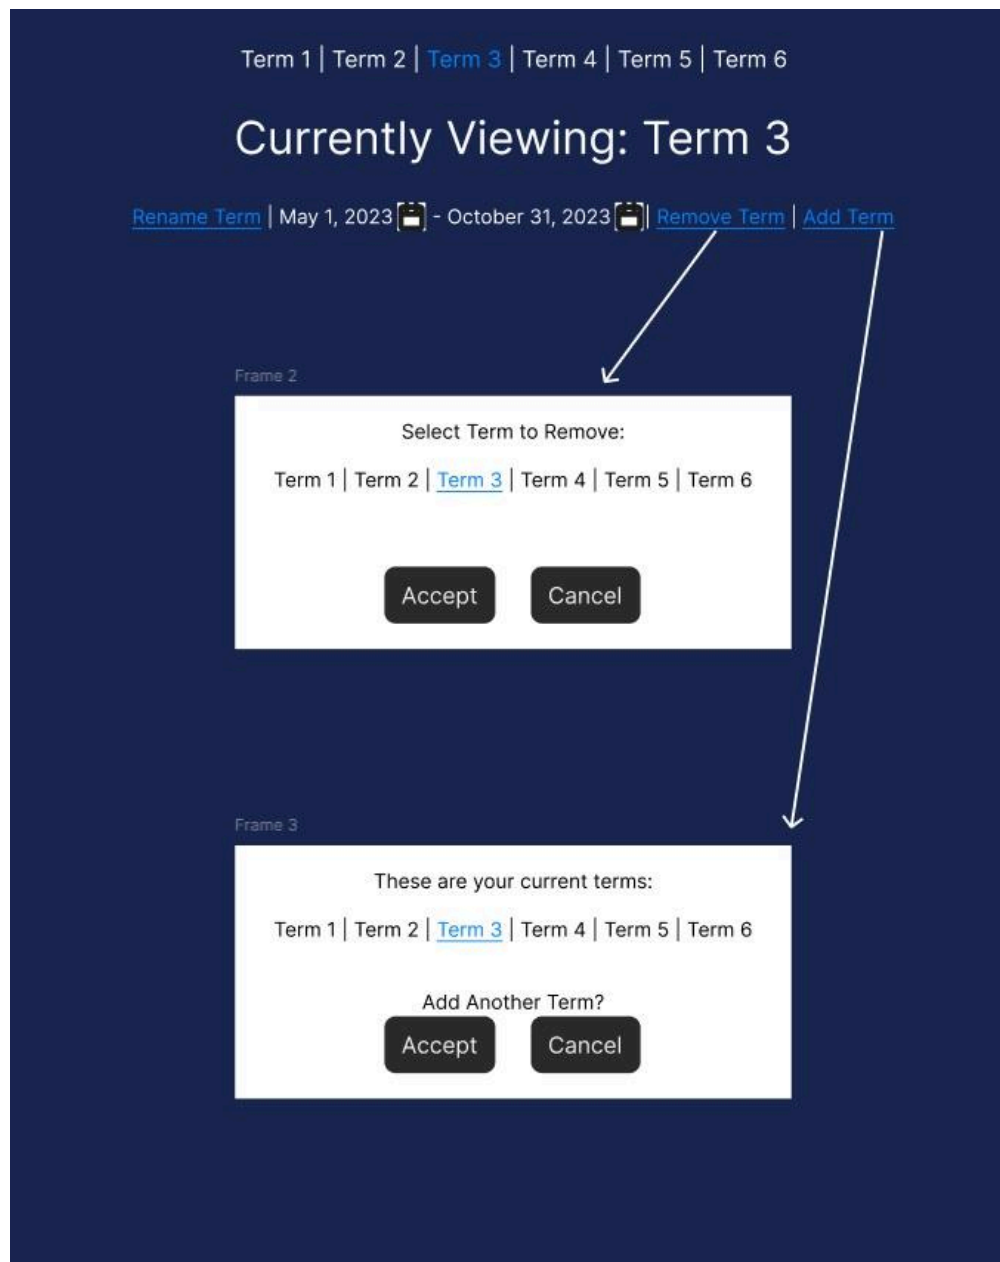 Term 1 | Term 2 | Term 3 | Term 4 | Term 5 | Term 6
Currently Viewing: Term 3
Rename Term | May 1, 2023 - October 31, 2023 | Remove Term | Add Term
Frame 2
Select Term to Remove:
Term 1 | Term 2 | Term 3 | Term 4 | Term 5 | Term 6
Accept Cancel
Frame 3
These are your current terms:
Term 1 | Term 2 | Term 3 | Term 4 | Term 5 | Term 6
Add Another Term?
Accept Cancel